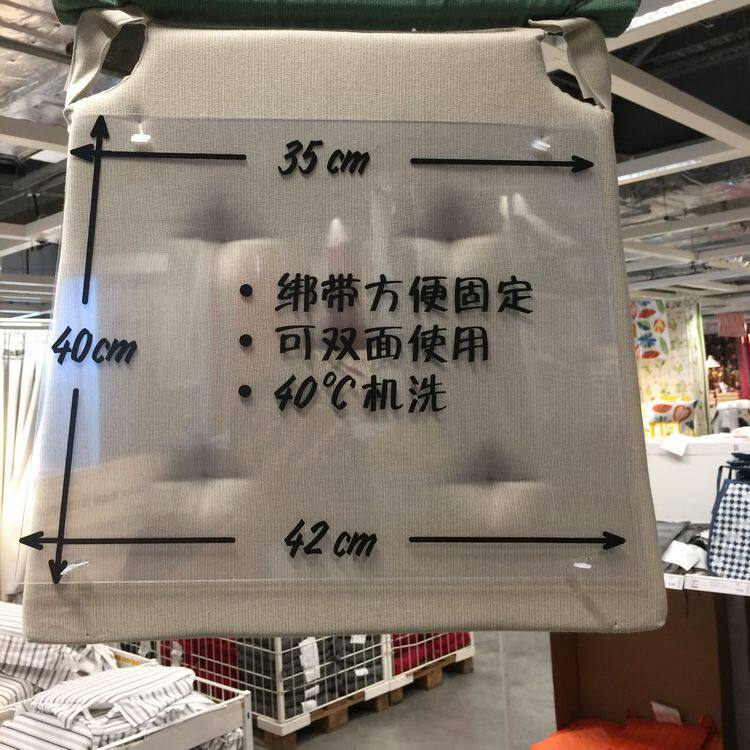 35 cm
• 绑带方便固定
• 可双面使用
40cm
• 40°C 机洗
42 cm